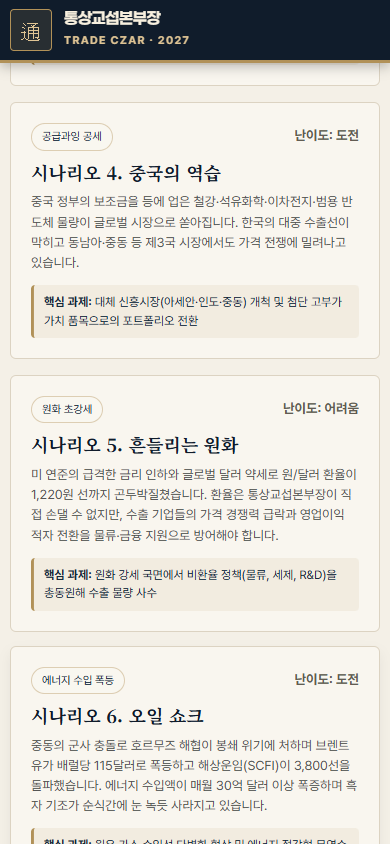 通
통상교섭본부장
TRADE CZAR · 2027
공급과잉 공세
난이도: 도전
시나리오 4. 중국의 역습
중국 정부의 보조금을 등에 업은 철강·석유화학·이차전지·범용 반
도체 물량이 글로벌 시장으로 쏟아집니다. 한국의 대중 수출선이
막히고 동남아·중동 등 제3국 시장에서도 가격 전쟁에 밀려나고
있습니다.
핵심 과제: 대체 신흥시장(아세안·인도·중동) 개척 및 첨단 고부가
가치 품목으로의 포트폴리오 전환
원화 초강세
난이도: 어려움
시나리오 5. 흔들리는 원화
미 연준의 급격한 금리 인하와 글로벌 달러 약세로 원/달러 환율이
1,220원 선까지 곤두박질쳤습니다. 환율은 통상교섭본부장이 직
접 손댈 수 없지만, 수출 기업들의 가격 경쟁력 급락과 영업이익
적자 전환을 물류·금융 지원으로 방어해야 합니다.
핵심 과제: 원화 강세 국면에서 비환율 정책(물류, 세제, R&D)을
총동원해 수출 물량 사수
에너지 수입 폭등
난이도: 도전
시나리오 6. 오일 쇼크
중동의 군사 충돌로 호르무즈 해협이 봉쇄 위기에 처하며 브렌트
유가 배럴당 115달러로 폭등하고 해상운임(SCFI)이 3,800선을
돌파했습니다. 에너지 수입액이 매월 30억 달러 이상 폭증하며 흑
자 기조가 순식간에 눈 녹듯 사라지고 있습니다.